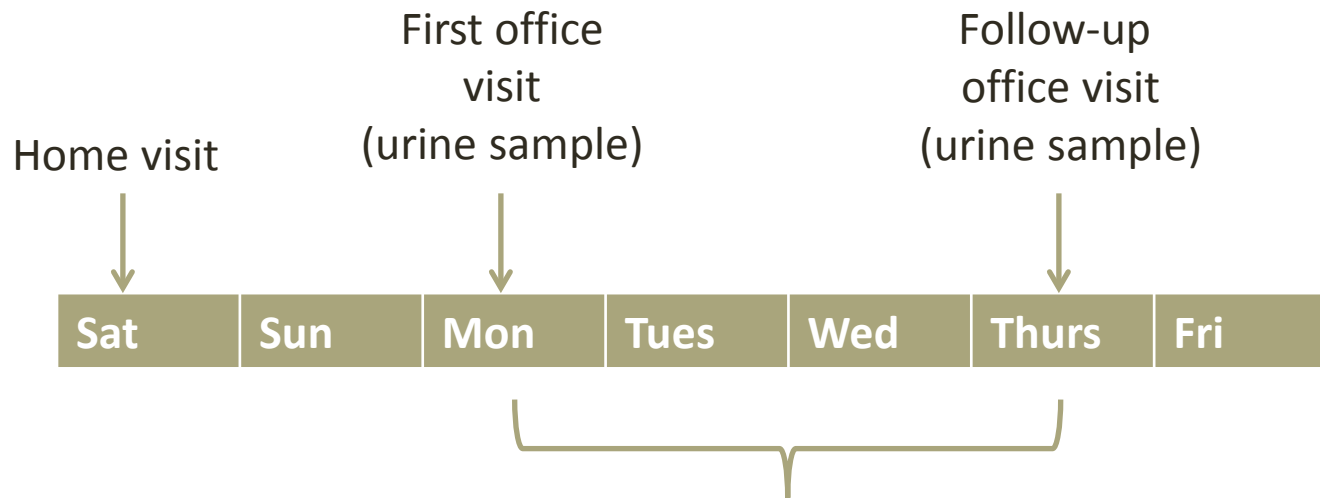 Home visit
First office
visit
(urine sample)
Follow-up
office visit
(urine sample)
Sat Sun Mon Tues Wed Thurs Fri